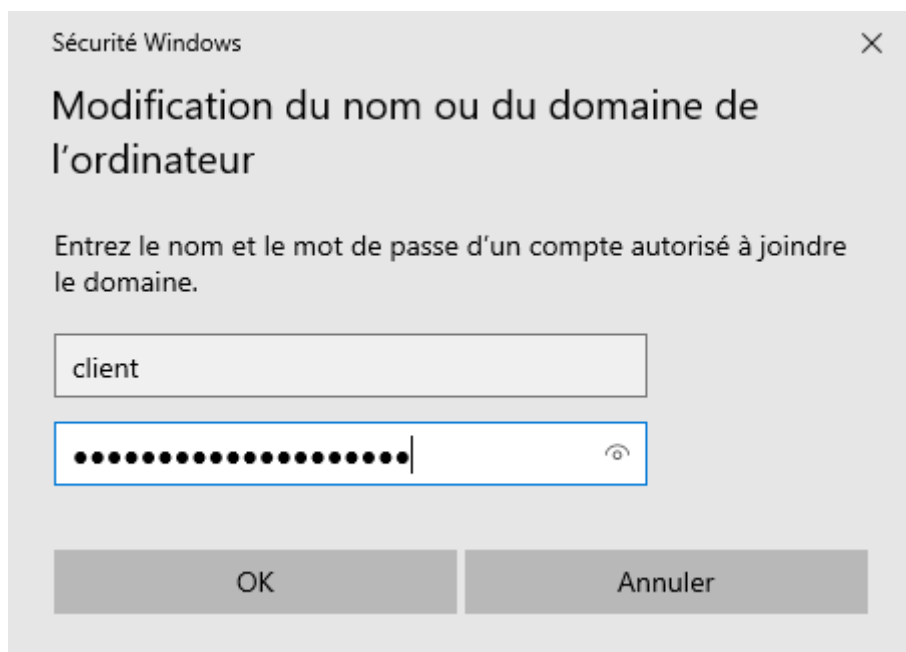 Sécurité Windows
Modification du nom ou du domaine de
l’ordinateur
Entrez le nom et le mot de passe d’un compte autorisé à joindre
le domaine.
client
●●●●●●●●●●●●●●●●●●●●
OK
Annuler